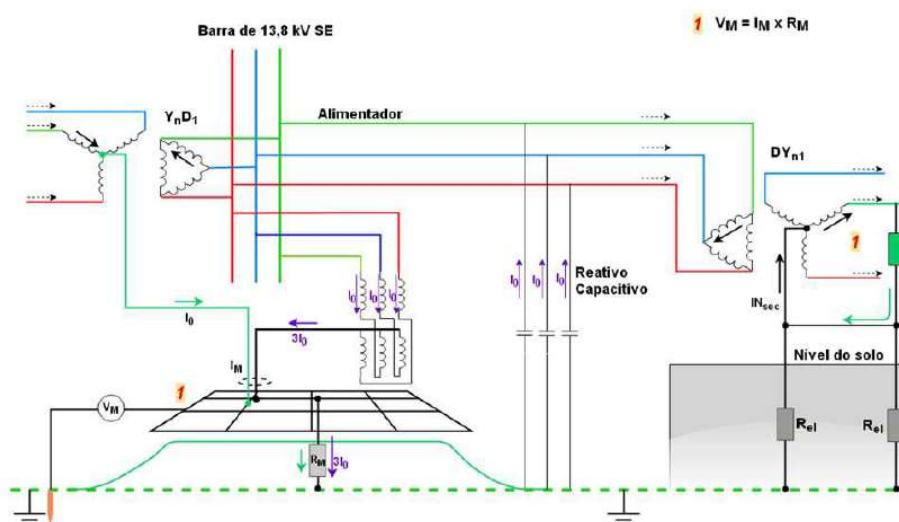 Barra de 13,8 kV SE
1 V_M = I_M x R_M
Y_nD_1
Alimentador
DY_n1
1
I_0 I_0 I_0
I_0 I_0 I_0
Reativo
Capacitivo
IN_sec
I_0
3I_0
Nível do solo
I_M
1
V_M
R_el
R_el
R_M
3I_0